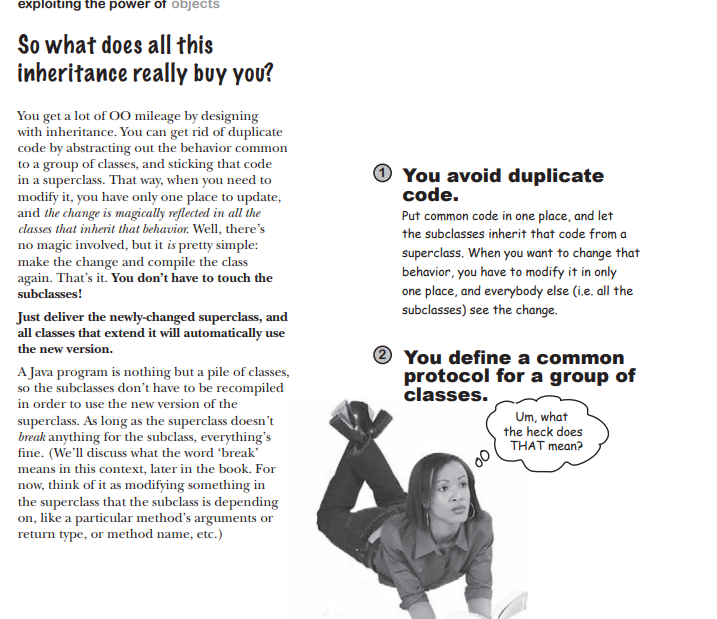 exploiting the power of objects
So what does all this
inheritance really buy you?
You get a lot of OO mileage by designing
with inheritance. You can get rid of duplicate
code by abstracting out the behavior common
to a group of classes, and sticking that code
in a superclass. That way, when you need to
modify it, you have only one place to update,
and the change is magically reflected in all the
classes that inherit that behavior. Well, there’s
no magic involved, but it is pretty simple:
make the change and compile the class
again. That’s it. You don’t have to touch the
subclasses!
Just deliver the newly-changed superclass, and
all classes that extend it will automatically use
the new version.
A Java program is nothing but a pile of classes,
so the subclasses don’t have to be recompiled
in order to use the new version of the
superclass. As long as the superclass doesn’t
break anything for the subclass, everything’s
fine. (We’ll discuss what the word ‘break’
means in this context, later in the book. For
now, think of it as modifying something in
the superclass that the subclass is depending
on, like a particular method’s arguments or
return type, or method name, etc.)
1 You avoid duplicate
code.
Put common code in one place, and let
the subclasses inherit that code from a
superclass. When you want to change that
behavior, you have to modify it in only
one place, and everybody else (i.e. all the
subclasses) see the change.
2 You define a common
protocol for a group of
classes.
Um, what
the heck does
THAT mean?